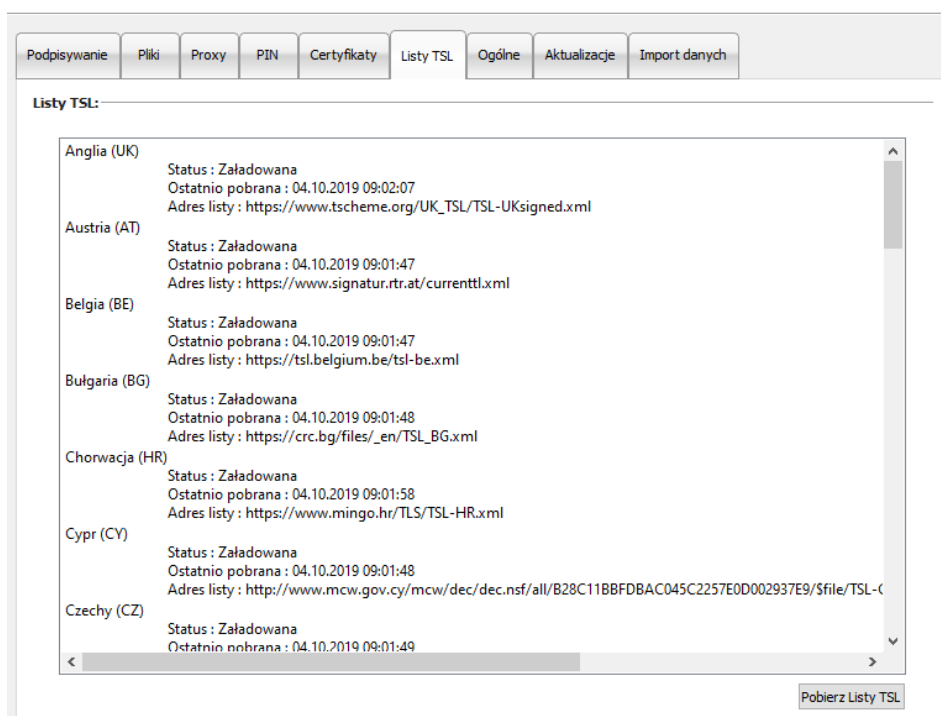 Podpisywanie Pliki Proxy PIN Certyfikaty Listy TSL Ogólne Aktualizacje Import danych
Listy TSL:
Anglia (UK)
Status : Załadowana
Ostatnio pobrana : 04.10.2019 09:02:07
Adres listy : https://www.tscheme.org/UK_TSL/TSL-UKsigned.xml
Austria (AT)
Status : Załadowana
Ostatnio pobrana : 04.10.2019 09:01:47
Adres listy : https://www.signatur.rtr.at/currenttl.xml
Belgia (BE)
Status : Załadowana
Ostatnio pobrana : 04.10.2019 09:01:47
Adres listy : https://tsl.belgium.be/tsl-be.xml
Bułgaria (BG)
Status : Załadowana
Ostatnio pobrana : 04.10.2019 09:01:48
Adres listy : https://crc.bg/files/_en/TSL_BG.xml
Chorwacja (HR)
Status : Załadowana
Ostatnio pobrana : 04.10.2019 09:01:58
Adres listy : https://www.mingo.hr/TLS/TSL-HR.xml
Cypr (CY)
Status : Załadowana
Ostatnio pobrana : 04.10.2019 09:01:48
Adres listy : http://www.mcw.gov.cy/mcw/dec/dec.nsf/all/B28C11BBFDBAC045C2257E0D002937E9/$file/TSL-C
Czechy (CZ)
Status : Załadowana
Ostatnio pobrana : 04.10.2019 09:01:49
Pobierz Listy TSL